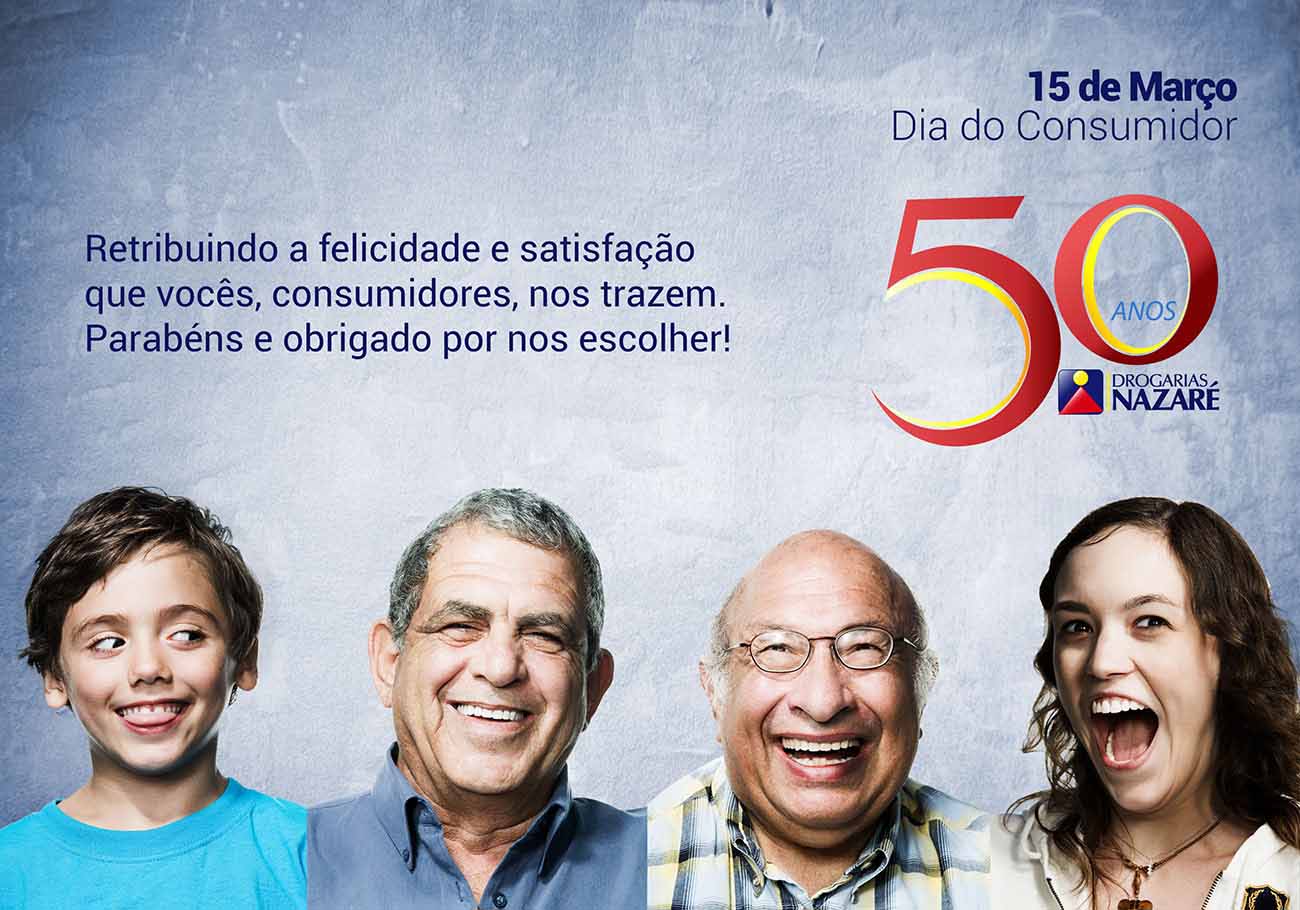 15 de Março
Dia do Consumidor
Retribuindo a felicidade e satisfação
que vocês, consumidores, nos trazem.
Parabéns e obrigado por nos escolher!
50
ANOS
DROGARIAS
NAZARÉ